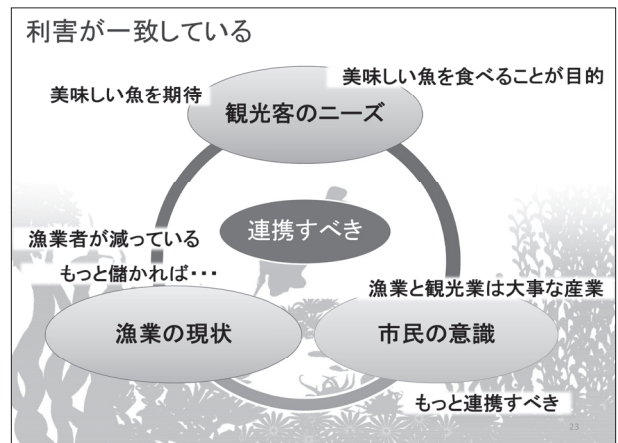 利害が一致している
美味しい魚を食べることが目的
美味しい魚を期待
観光客のニーズ
連携すべき
漁業者が減っている
もっと儲かれば・・・
漁業と観光業は大事な産業
漁業の現状
市民の意識
もっと連携すべき
23